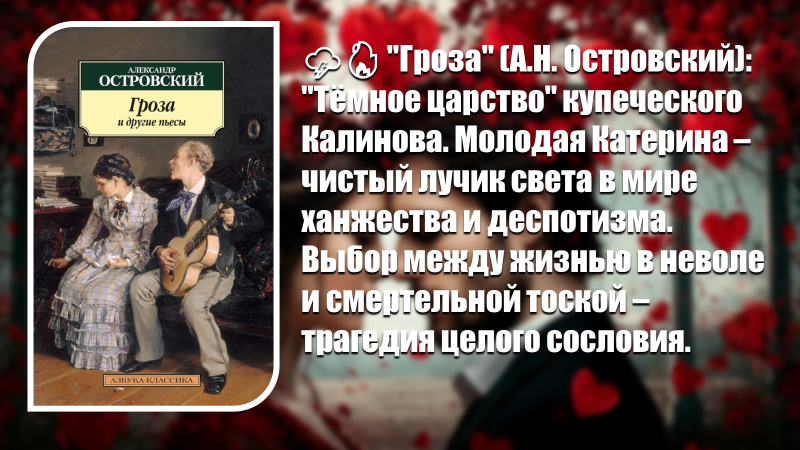 АЛЕКСАНДР
ОСТРОВСКИЙ
Гроза
и другие пьесы
АЗБУКА-КЛАССИКА
🌩🔥 "Гроза" (А.Н. Островский):
"Тёмное царство" купеческого
Калинова. Молодая Катерина –
чистый лучик света в мире
ханжества и деспотизма.
Выбор между жизнью в неволе
и смертельной тоской –
трагедия целого сословия.